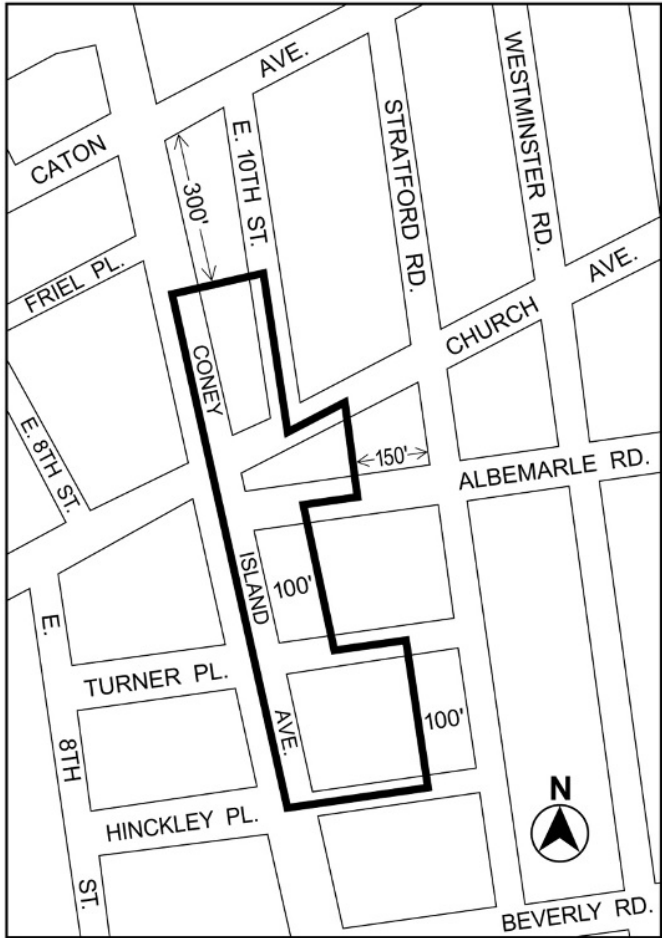 AVE.
CATON
WESTMINSTER RD.
STRATFORD RD.
E. 10TH ST.
300'
FRIEL PL.
AVE.
CHURCH
CONEY
E. 8TH ST.
150'
ALBEMARLE RD.
ISLAND
100'
E.
TURNER PL.
AVE.
100'
8TH
HINCKLEY PL.
N
ST.
BEVERLY RD.